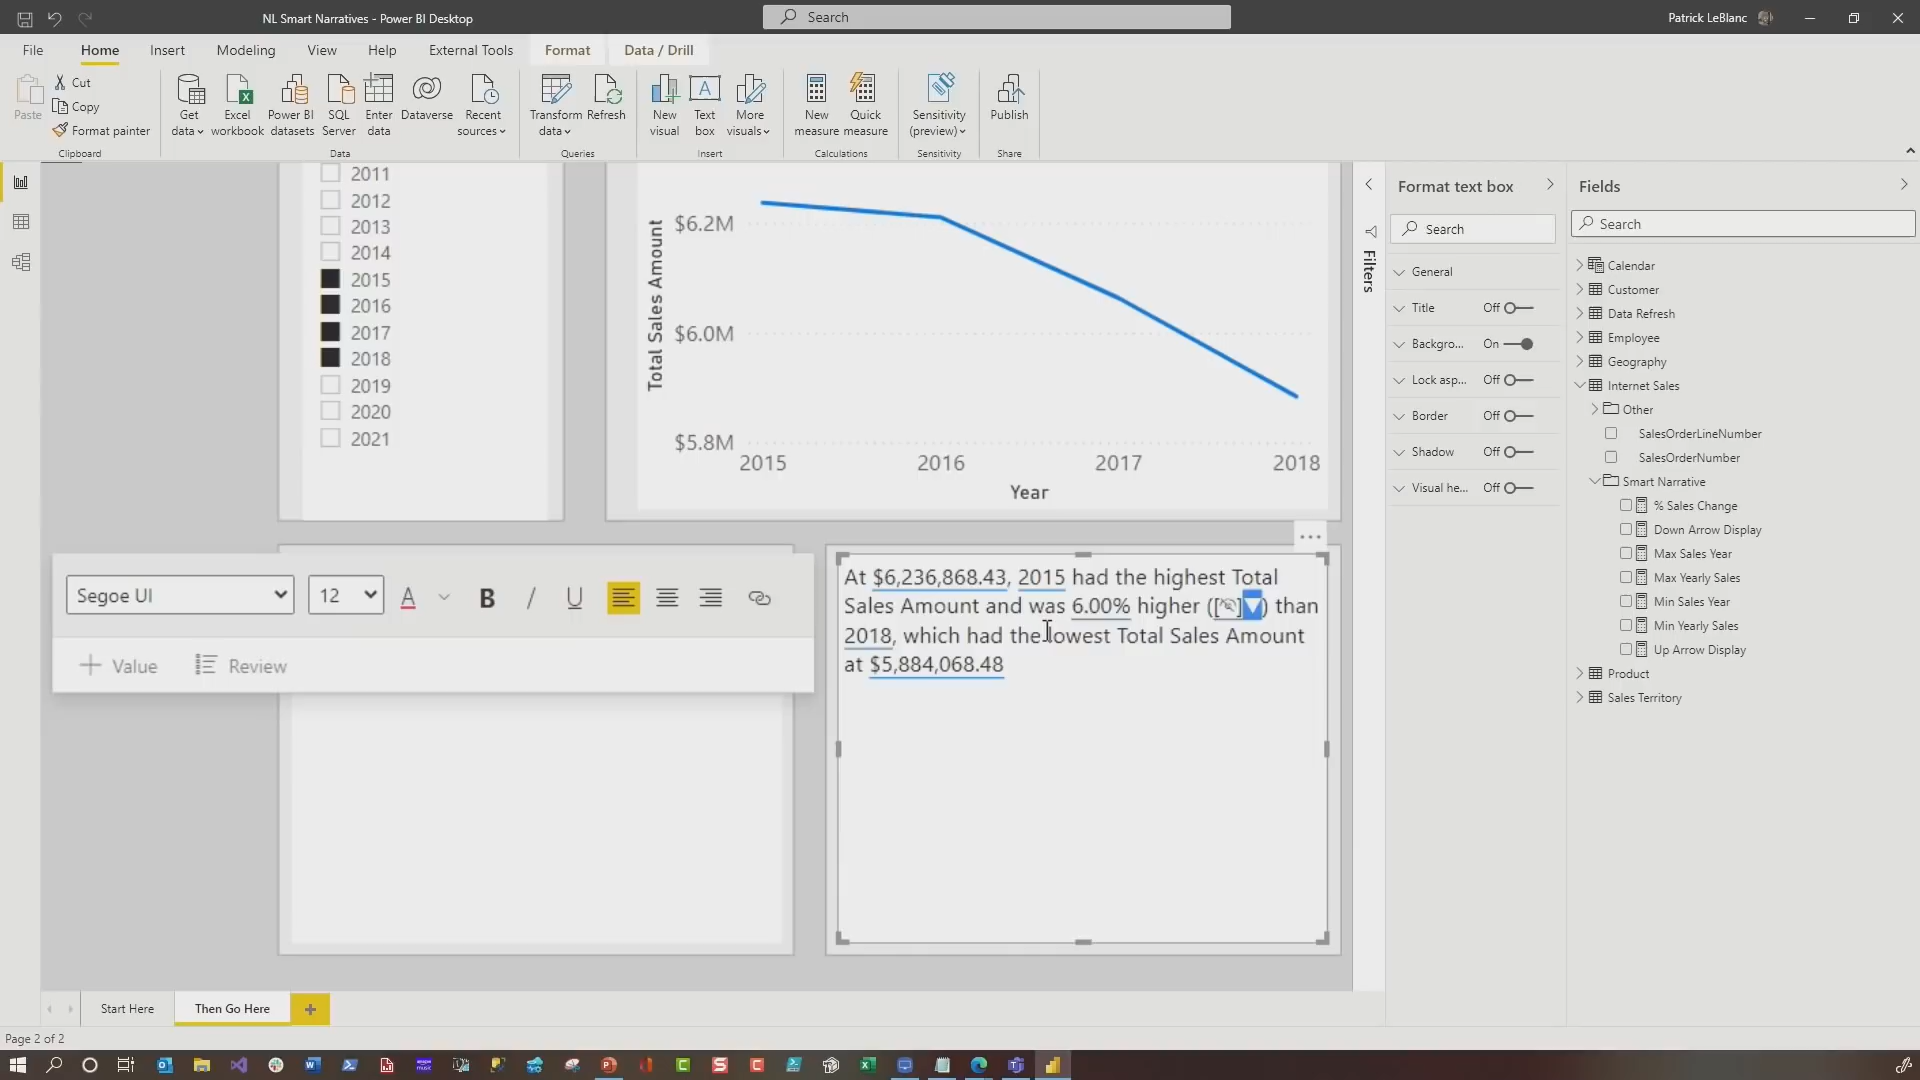 NL Smart Narratives - Power BI Desktop
Search
Patrick LeBlanc
File
Home
Insert
Modeling
View
Help
External Tools
Format
Data / Drill
Paste
Cut
Copy
Format painter
Clipboard
Get data
Excel workbook
Power BI datasets
SQL Server
Enter data
Dataverse
Recent sources
Data
Transform data
Refresh
Queries
New visual
Text box
More visuals
Insert
New measure
Quick measure
Calculations
Sensitivity (preview)
Sensitivity
Publish
Share
2011
2012
2013
2014
2015
2016
2017
2018
2019
2020
2021
Total Sales Amount
$6.2M
$6.0M
$5.8M
2015 2016 2017 2018
Year
Segoe UI
12
A
B
I
U
Value
Review
At $6,236,868.43, 2015 had the highest Total
Sales Amount and was 6.00% higher ([]▼) than
2018, which had the lowest Total Sales Amount
at $5,884,068.48
Filters
Format text box
Search
General
Title Off
Backgro... On
Lock asp... Off
Border Off
Shadow Off
Visual he... Off
Fields
Search
Calendar
Customer
Data Refresh
Employee
Geography
Internet Sales
Other
SalesOrderLineNumber
SalesOrderNumber
Smart Narrative
% Sales Change
Down Arrow Display
Max Sales Year
Max Yearly Sales
Min Sales Year
Min Yearly Sales
Up Arrow Display
Product
Sales Territory
Start Here
Then Go Here
Page 2 of 2